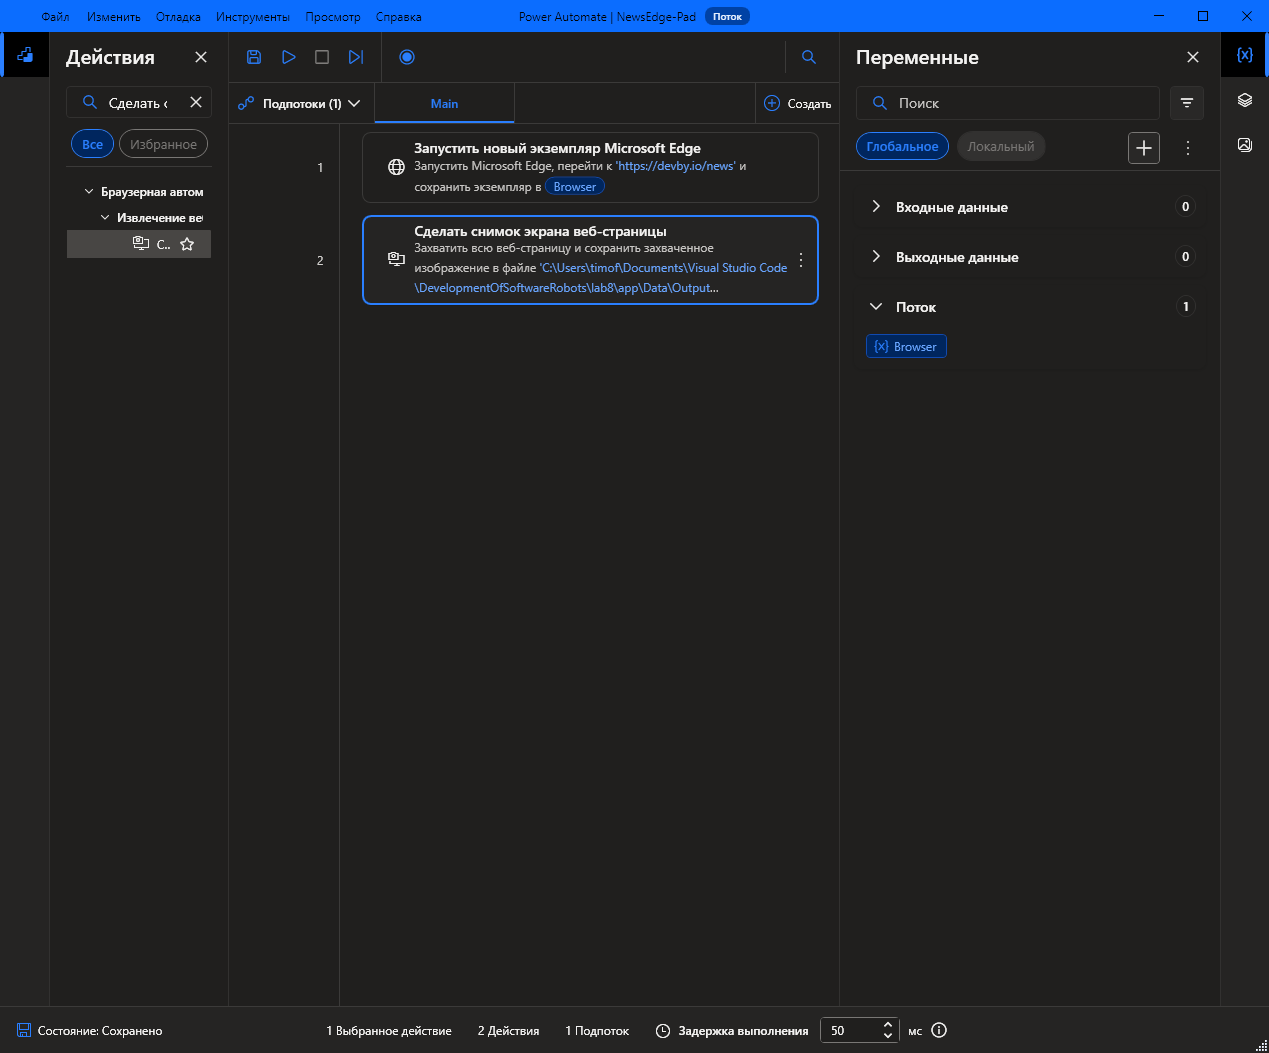 Файл Изменить Отладка Инструменты Просмотр Справка Power Automate | NewsEdge-Pad Поток
Действия
Сделать с
Все Избранное
Браузерная автом
Извлечение ве
С..
Подпотоки (1) Main Создать
1
Запустить новый экземпляр Microsoft Edge
Запустить Microsoft Edge, перейти к 'https://devby.io/news' и
сохранить экземпляр в Browser
2
Сделать снимок экрана веб-страницы
Захватить всю веб-страницу и сохранить захваченное
изображение в файле 'C:\Users\timof\Documents\Visual Studio Code
\DevelopmentOfSoftwareRobots\lab8\app\Data\Output...
Переменные
{x}
Поиск
Глобальное Локальный
Входные данные 0
Выходные данные 0
Поток 1
{x} Browser
Состояние: Сохранено 1 Выбранное действие 2 Действия 1 Подпоток Задержка выполнения 50 мс